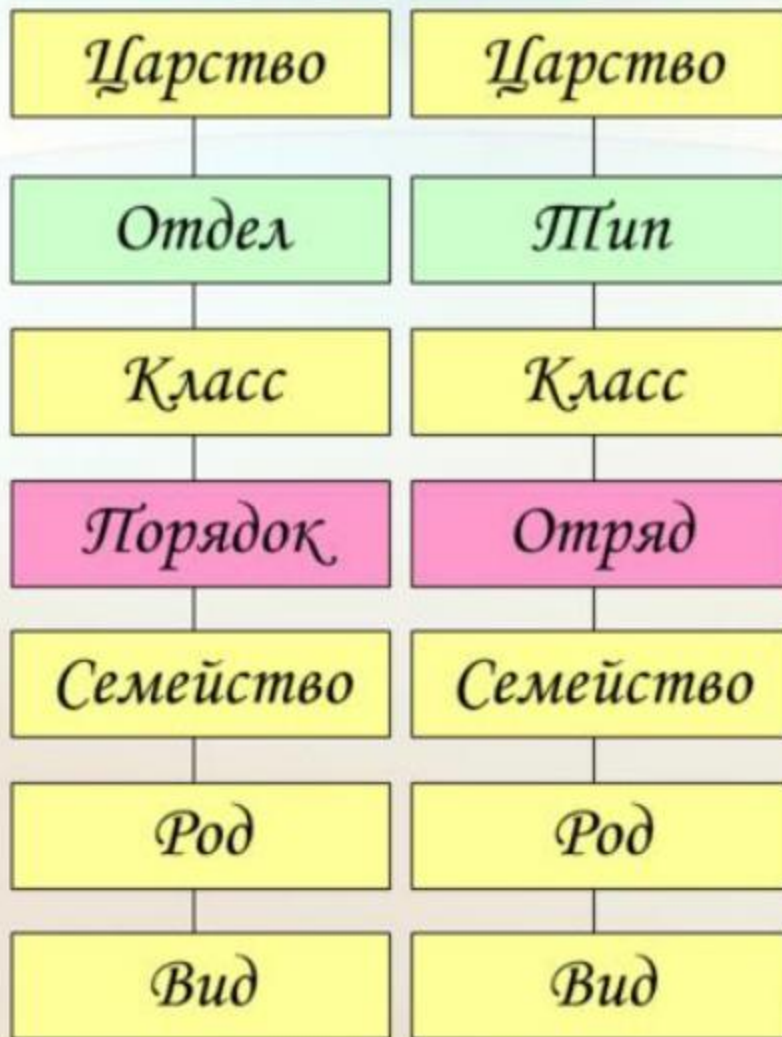 Царство
Царство
Отдел
Тип
Класс
Класс
Порядок
Отряд
Семейство
Семейство
Род
Род
Вид
Вид